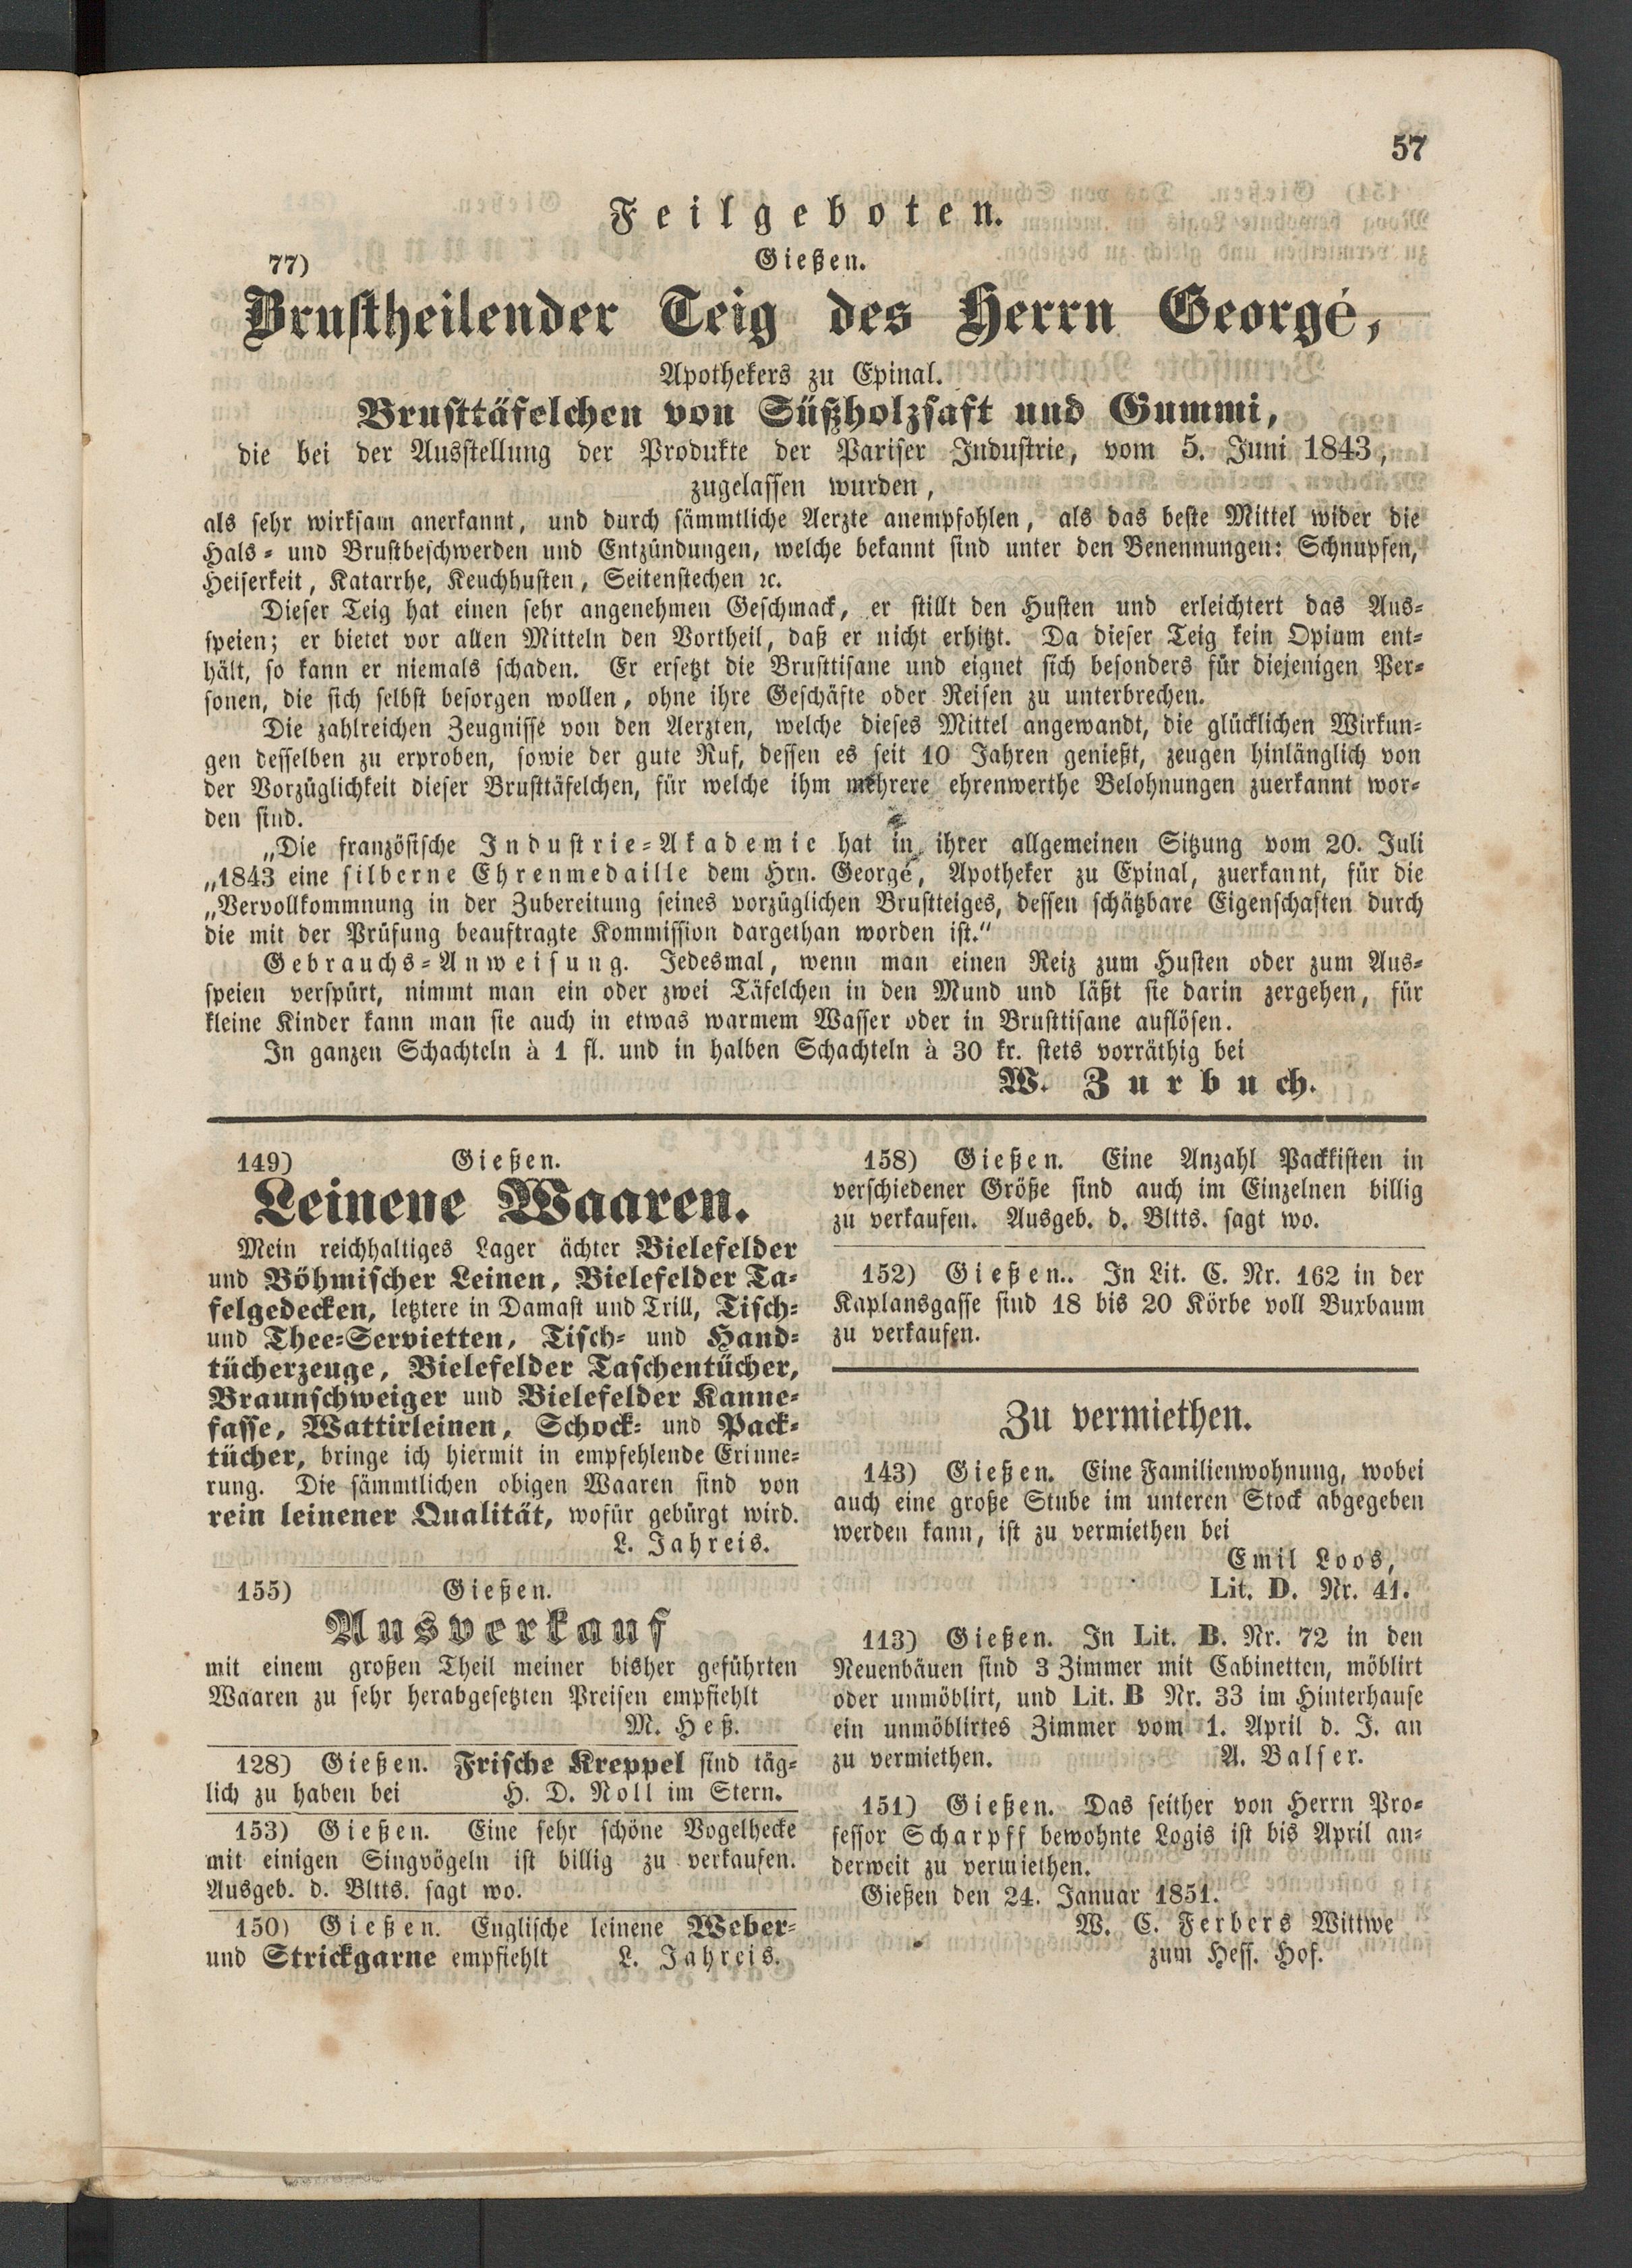 57
Feilgeboten.
77) Gießen.
Brustheilender Teig des Herrn Georgé,
Apothekers zu Epinal.
Brusttäfelchen von Süßholzsaft und Gummi,
die bei der Ausstellung der Produkte der Pariser Industrie, vom 5. Juni 1843,
zugelassen wurden,
als sehr wirksam anerkannt, und durch sämmtliche Aerzte anempfohlen, als das beste Mittel wider die
Hals- und Brustbeschwerden und Entzündungen, welche bekannt sind unter den Benennungen: Schnupfen,
Heiserkeit, Katarrhe, Keuchhusten, Seitenstechen ꝛc.
Dieser Teig hat einen sehr angenehmen Geschmack, er stillt den Husten und erleichtert das Aus-
speien; er bietet vor allen Mitteln den Vortheil, daß er nicht erhitzt. Da dieser Teig kein Opium ent-
hält, so kann er niemals schaden. Er ersetzt die Brusttisane und eignet sich besonders für diejenigen Per-
sonen, die sich selbst besorgen wollen, ohne ihre Geschäfte oder Reisen zu unterbrechen.
Die zahlreichen Zeugnisse von den Aerzten, welche dieses Mittel angewandt, die glücklichen Wirkun-
gen desselben zu erproben, sowie der gute Ruf, dessen es seit 10 Jahren genießt, zeugen hinlänglich von
der Vorzüglichkeit dieser Brusttäfelchen, für welche ihm mehrere ehrenwerthe Belohnungen zuerkannt wor-
den sind.
„Die französische Industrie-Akademie hat in ihrer allgemeinen Sitzung vom 20. Juli
„1843 eine silberne Ehrenmedaille dem Hrn. Georgé, Apotheker zu Epinal, zuerkannt, für die
„Vervollkommnung in der Zubereitung seines vorzüglichen Brustteiges, dessen schätzbare Eigenschaften durch
die mit der Prüfung beauftragte Kommission dargethan worden ist.“
Gebrauchs-Anweisung. Jedesmal, wenn man einen Reiz zum Husten oder zum Aus-
speien verspürt, nimmt man ein oder zwei Täfelchen in den Mund und läßt sie darin zergehen, für
kleine Kinder kann man sie auch in etwas warmem Wasser oder in Brusttisane auflösen.
In ganzen Schachteln à 1 fl. und in halben Schachteln à 30 kr. stets vorräthig bei
W. Zurbuch.
149) Gießen.
Leinene Waaren.
Mein reichhaltiges Lager ächter Bielefelder
und Böhmischer Leinen, Bielefelder Ta-
felgedecken, letztere in Damast und Trill, Tisch-
und Thee-Servietten, Tisch- und Hand-
tücherzeuge, Bielefelder Taschentücher,
Braunschweiger und Bielefelder Kanne-
fasse, Wattirleinen, Schock- und Pack-
tücher, bringe ich hiermit in empfehlende Erinne-
rung. Die sämmtlichen obigen Waaren sind von
rein leinener Qualität, wofür gebürgt wird.
L. Jahreis.
155) Gießen.
Ausverkauf
mit einem großen Theil meiner bisher geführten
Waaren zu sehr herabgesetzten Preisen empfiehlt
M. Heß.
128) Gießen. Frische Kreppel sind täg-
lich zu haben bei H. D. Noll im Stern.
153) Gießen. Eine sehr schöne Vogelhecke
mit einigen Singvögeln ist billig zu verkaufen.
Ausgeb. d. Bltts. sagt wo.
150) Gießen. Englische leinene Weber-
und Strickgarne empfiehlt L. Jahreis.
158) Gießen. Eine Anzahl Packkisten in
verschiedener Größe sind auch im Einzelnen billig
zu verkaufen. Ausgeb. d. Bltts. sagt wo.
152) Gießen.. In Lit. C. Nr. 162 in der
Kaplansgasse sind 18 bis 20 Körbe voll Buxbaum
zu verkaufen.
Zu vermiethen.
143) Gießen. Eine Familienwohnung, wobei
auch eine große Stube im unteren Stock abgegeben
werden kann, ist zu vermiethen bei
Emil Loos,
Lit. D. Nr. 41.
113) Gießen. In Lit. B. Nr. 72 in den
Neuenbäuen sind 3 Zimmer mit Cabinetten, möblirt
oder unmöblirt, und Lit. B Nr. 33 im Hinterhause
ein unmöblirtes Zimmer vom 1. April d. J. an
zu vermiethen. A. Balser.
151) Gießen. Das seither von Herrn Pro-
fessor Scharpff bewohnte Logis ist bis April an-
derweit zu vermiethen.
Gießen den 24. Januar 1851.
W. C. Ferbers Wittwe
zum Hess. Hof.